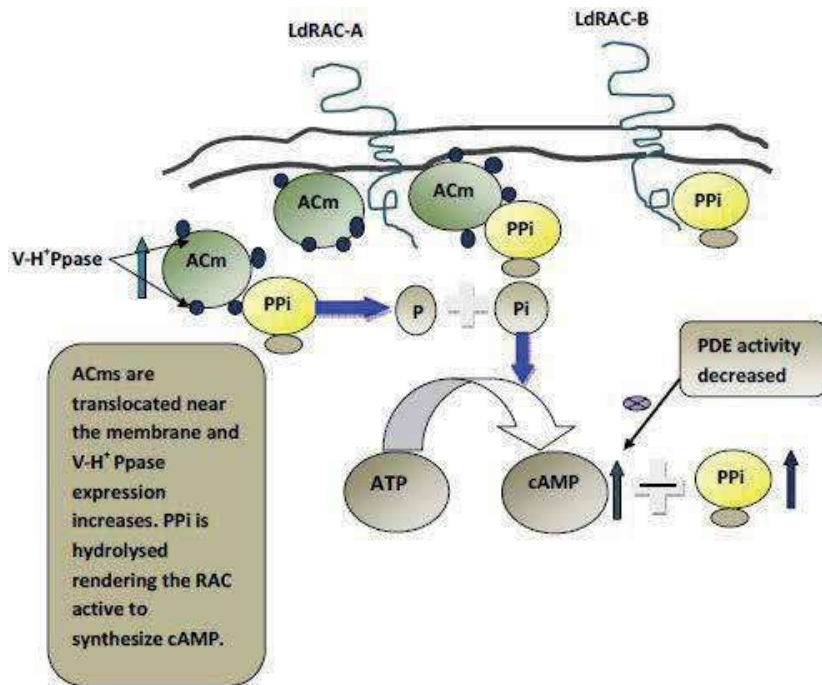 LdRAC-A
LdRAC-B
ACm
ACm
PPi
PPi
V-H⁺Ppase
ACm
PPi
P
Pi
PDE activity
decreased
ACms are
translocated near
the membrane and
V-H⁺ Ppase
expression
increases. PPi is
hydrolysed
rendering the RAC
active to
synthesize cAMP.
ATP
cAMP
PPi